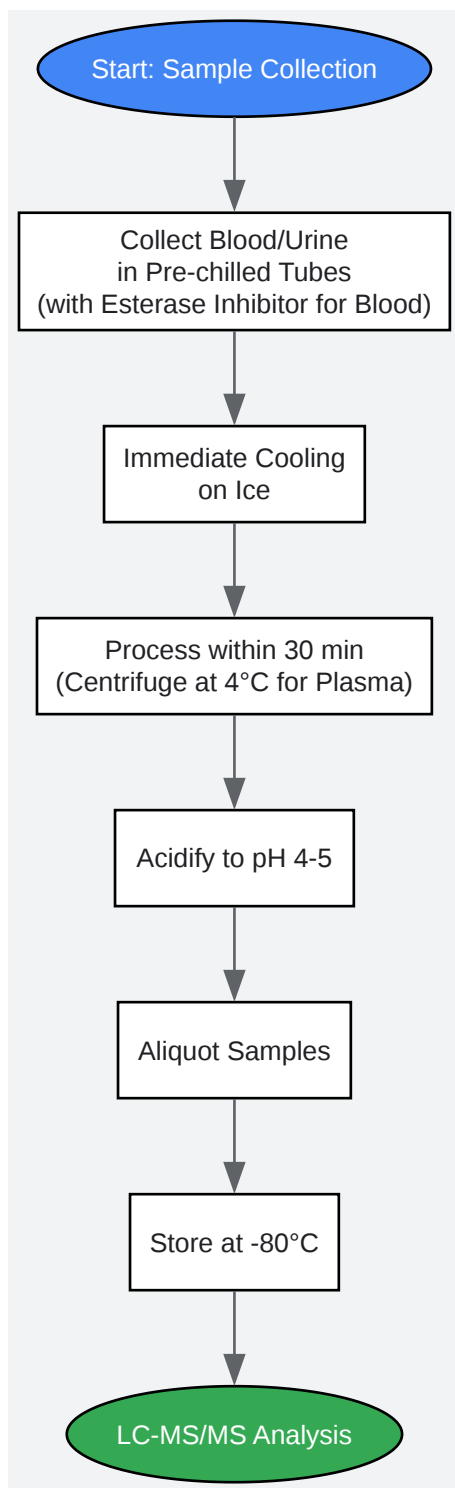 Start: Sample Collection
Collect Blood/Urine
in Pre-chilled Tubes
(with Esterase Inhibitor for Blood)
Immediate Cooling
on Ice
Process within 30 min
(Centrifuge at 4°C for Plasma)
Acidify to pH 4-5
Aliquot Samples
Store at -80°C
LC-MS/MS Analysis